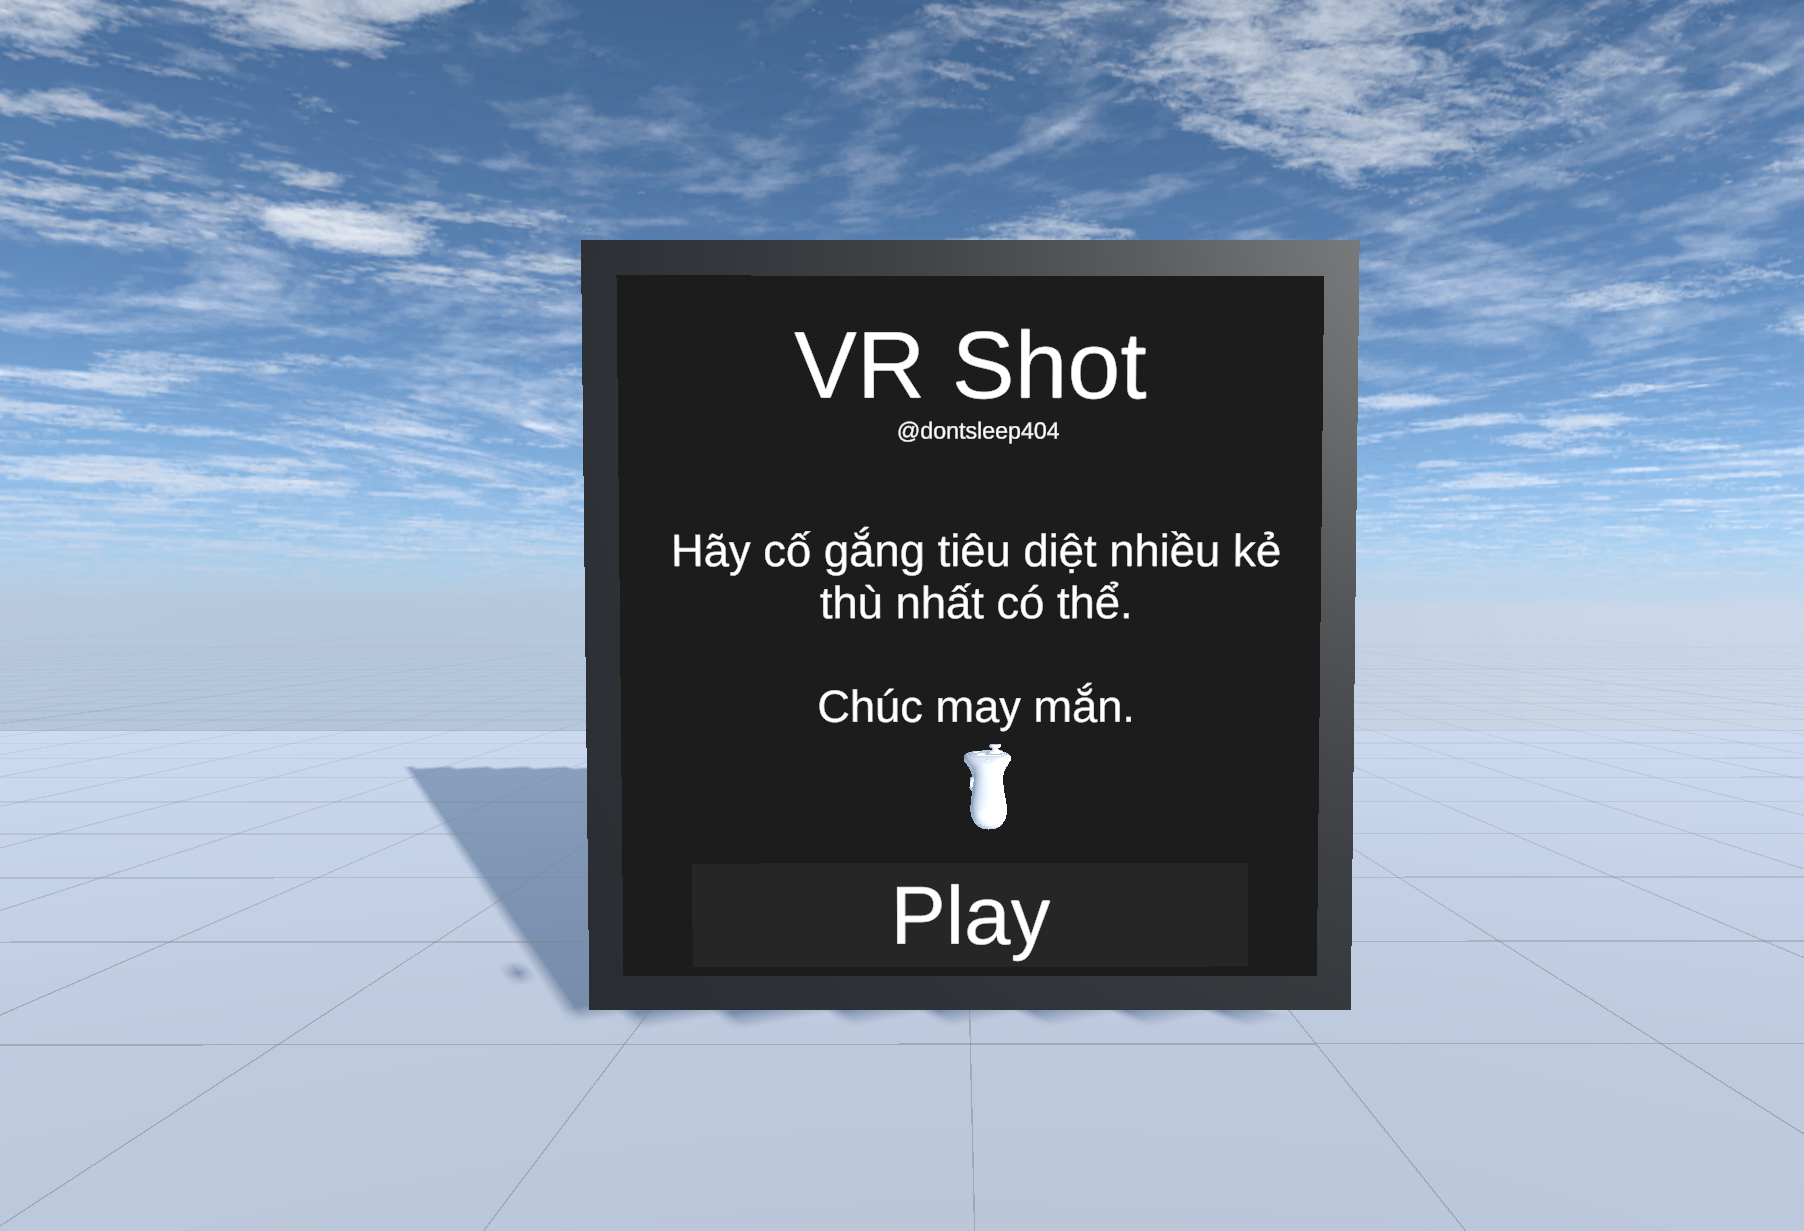 VR Shot
@dontsleep404
Hãy cố gắng tiêu diệt nhiều kẻ
thù nhất có thể.
Chúc may mắn.
Play